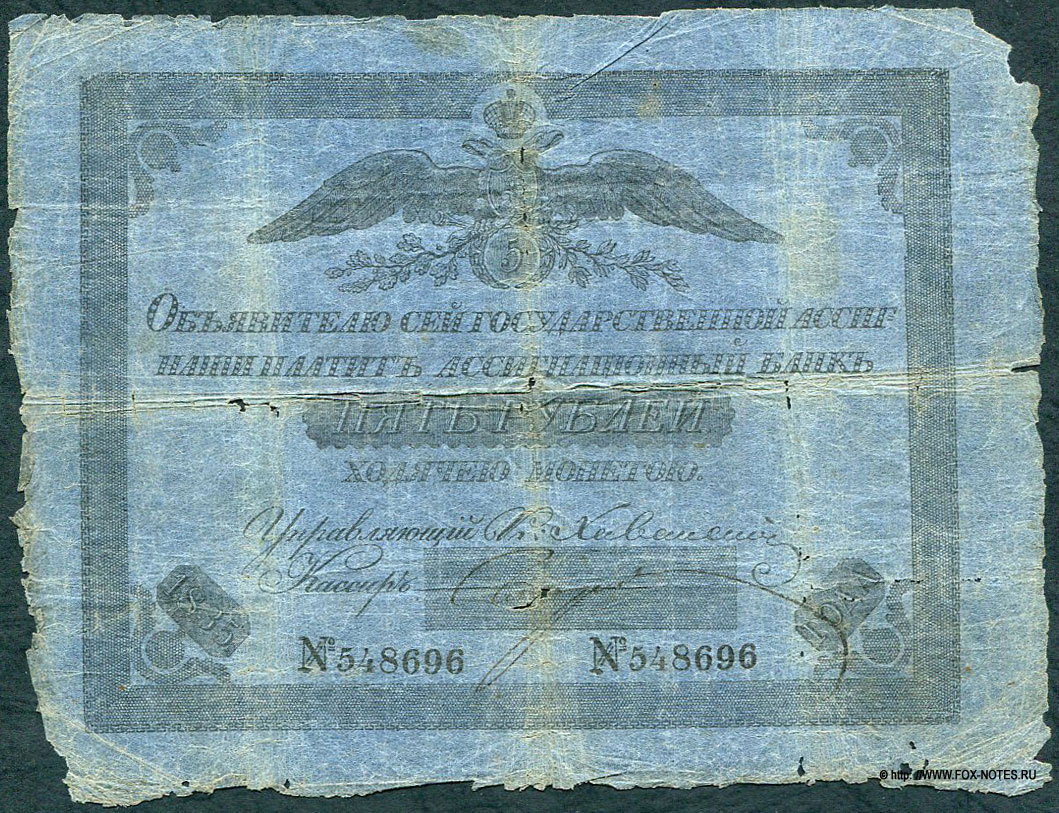 5
ОБЪЯВИТЕЛЮ СЕЙ ГОСУДАРСТВЕННОЙ АССИГ
НАЦІИ ПЛАТИТЪ АССИГНАЦІОННЫЙ БАНКЪ
ПЯТЬ РУБЛЕЙ
ХОДЯЧЕЮ МОНЕТОЮ.
Управляющій
Кассиръ
1835
№548696 №548696
© http://WWW.FOX-NOTES.RU